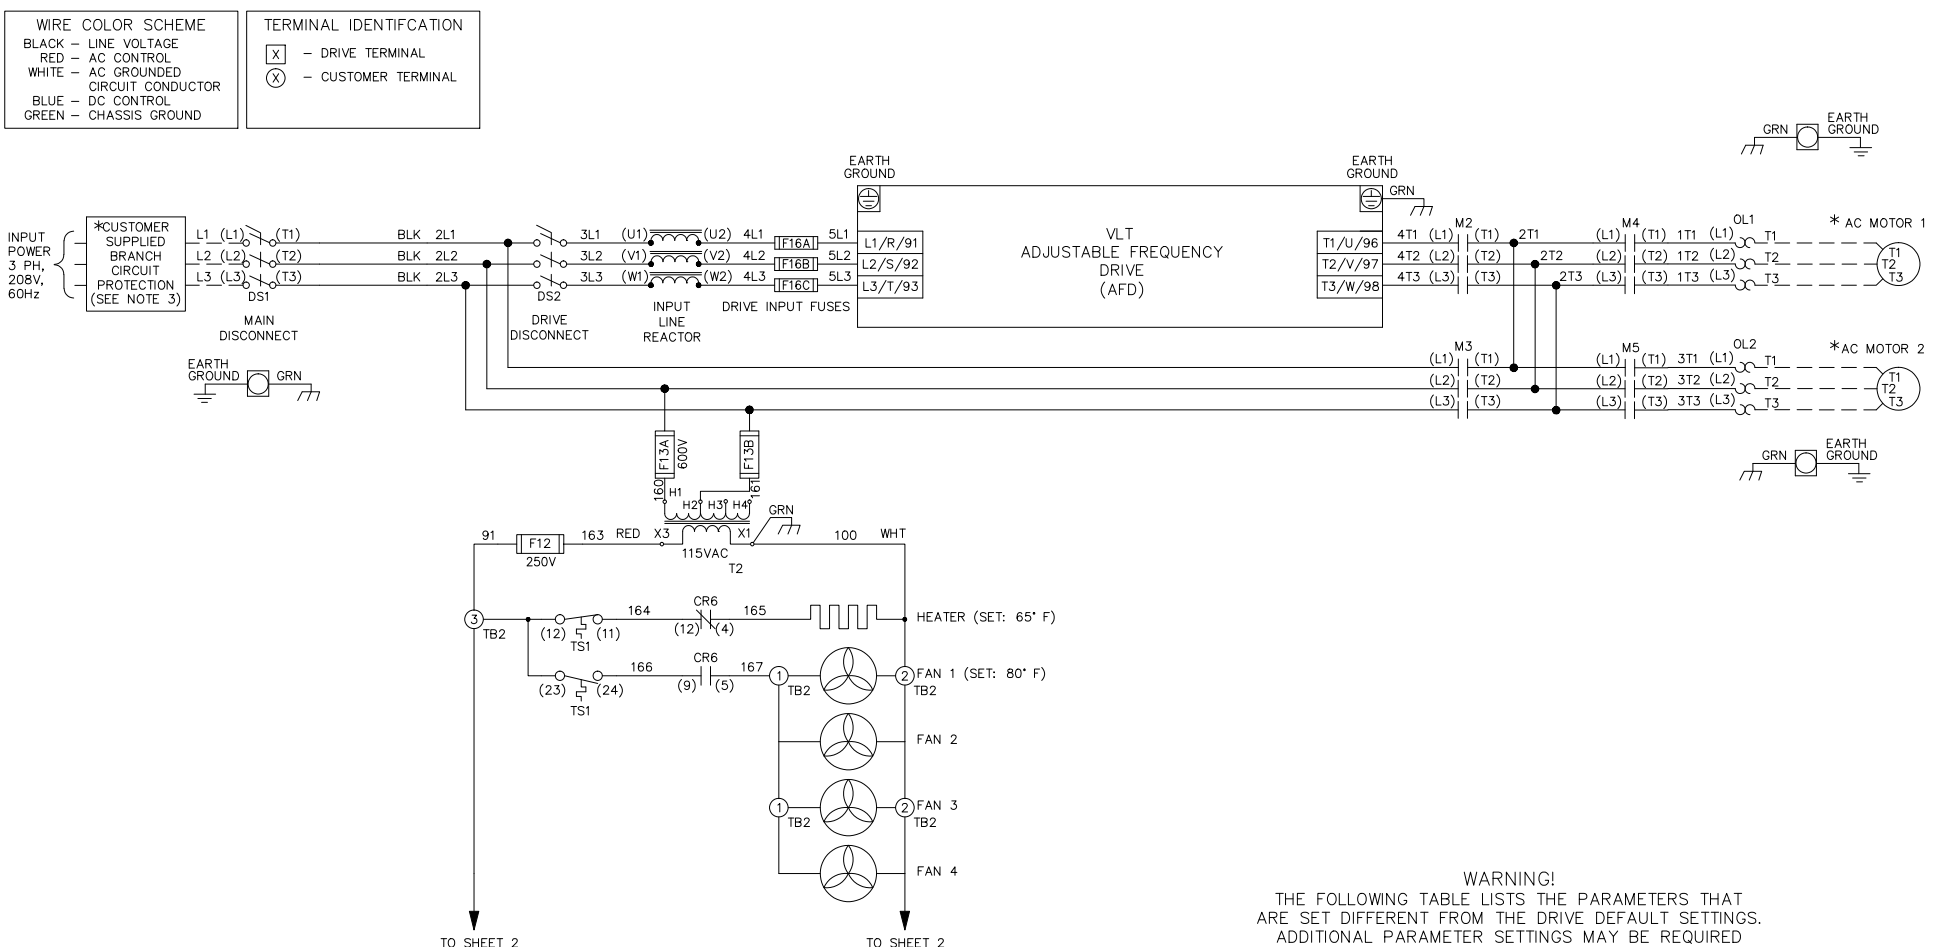 WIRE COLOR SCHEME
BLACK – LINE VOLTAGE
RED – AC CONTROL
WHITE – AC GROUNDED
CIRCUIT CONDUCTOR
BLUE – DC CONTROL
GREEN – CHASSIS GROUND
TERMINAL IDENTIFCATION
X – DRIVE TERMINAL
X – CUSTOMER TERMINAL
GRN
EARTH
GROUND
INPUT
POWER
3 PH,
208V,
60Hz
*CUSTOMER
SUPPLIED
BRANCH
CIRCUIT
PROTECTION
(SEE NOTE 3)
L1 (L1) (T1) BLK 2L1 3L1 (U1) (U2) 4L1 F16A 5L1 L1/R/91
L2 (L2) (T2) BLK 2L2 3L2 (V1) (V2) 4L2 F16B 5L2 L2/S/92
L3 (L3) (T3) BLK 2L3 3L3 (W1) (W2) 4L3 F16C 5L3 L3/T/93
DS1
MAIN
DISCONNECT
DS2
DRIVE
DISCONNECT
INPUT
LINE
REACTOR
DRIVE INPUT FUSES
EARTH
GROUND
VLT
ADJUSTABLE FREQUENCY
DRIVE
(AFD)
EARTH
GROUND
GRN
M2 M4 OL1 * AC MOTOR 1
T1/U/96 4T1 (L1) (T1) 2T1 (L1) (T1) 1T1 (L1) T1 T1
T2/V/97 4T2 (L2) (T2) 2T2 (L2) (T2) 1T2 (L2) T2 T2
T3/W/98 4T3 (L3) (T3) 2T3 (L3) (T3) 1T3 (L3) T3 T3
M3 M5 OL2 *AC MOTOR 2
(L1) (T1) (L1) (T1) 3T1 (L1) T1 T1
(L2) (T2) (L2) (T2) 3T2 (L2) T2 T2
(L3) (T3) (L3) (T3) 3T3 (L3) T3 T3
EARTH
GROUND GRN
GRN
EARTH
GROUND
F13A
600V
F13B
160
161
H1
H2 H3 H4
GRN
91 F12 163 RED X3 X1 100 WHT
250V
115VAC
T2
3
TB2
(12) (11) 164 CR6 (12) (4) 165 HEATER (SET: 65° F)
TS1
(23) (24) 166 CR6 (9) (5) 167 1 2 FAN 1 (SET: 80° F)
TS1
TB2 TB2
FAN 2
1 2 FAN 3
TB2 TB2
FAN 4
TO SHEET 2
TO SHEET 2
WARNING!
THE FOLLOWING TABLE LISTS THE PARAMETERS THAT
ARE SET DIFFERENT FROM THE DRIVE DEFAULT SETTINGS.
ADDITIONAL PARAMETER SETTINGS MAY BE REQUIRED